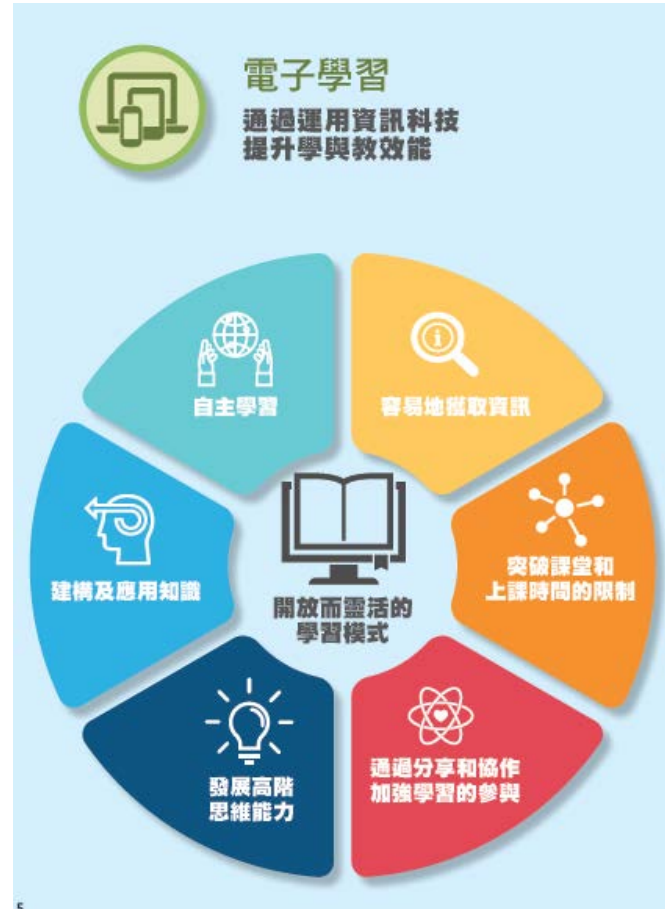 電子學習
通過運用資訊科技
提升學與教效能
自主學習
容易地獲取資訊
建構及應用知識
突破課堂和
上課時間的限制
開放而靈活的
學習模式
發展高階
思維能力
通過分享和協作
加強學習的參與
5